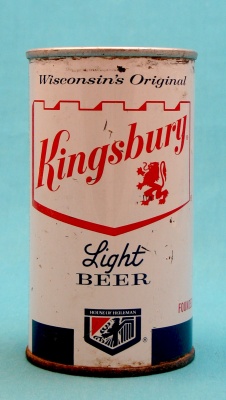 Wisconsin's Original
Kingsbury
Light
BEER
HOUSE OF HEILEMAN